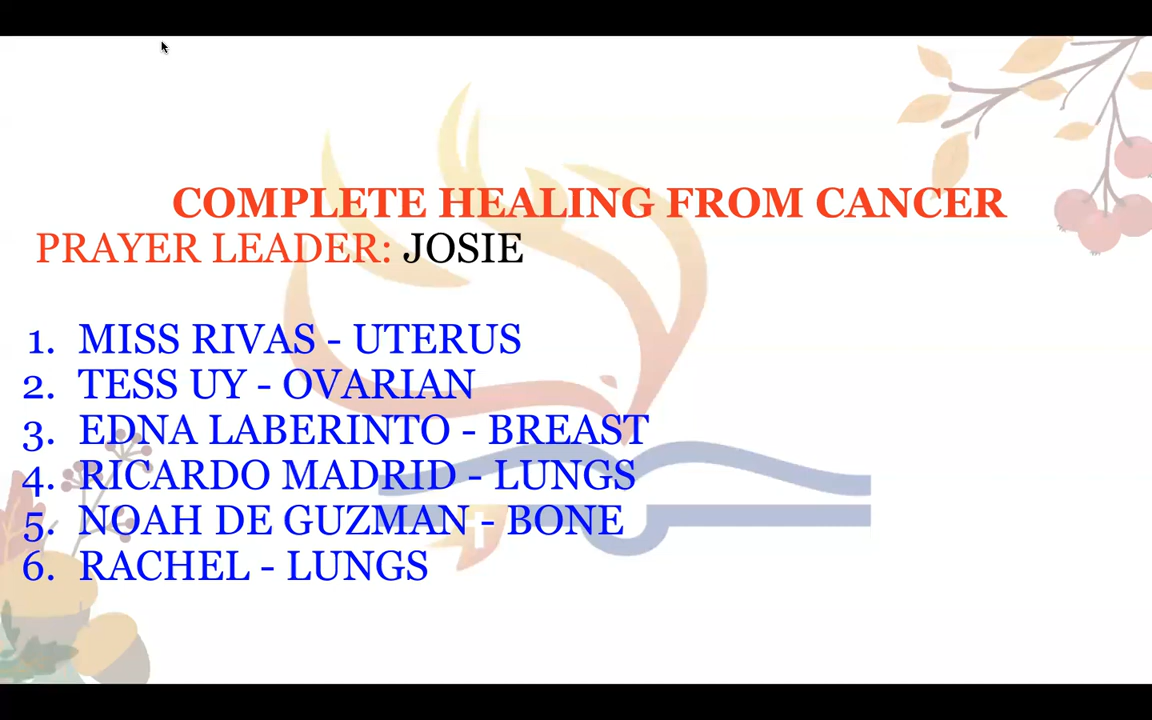 COMPLETE HEALING FROM CANCER
PRAYER LEADER: JOSIE
1. MISS RIVAS - UTERUS
2. TESS UY - OVARIAN
3. EDNA LABERINTO - BREAST
4. RICARDO MADRID - LUNGS
5. NOAH DE GUZMAN - BONE
6. RACHEL - LUNGS